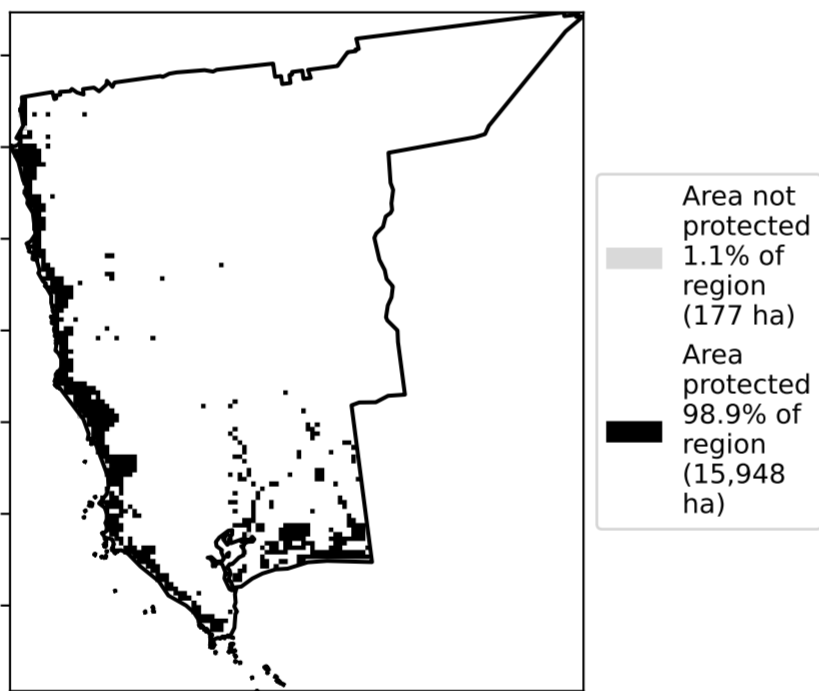 Area not
protected
1.1% of
region
(177 ha)
Area
protected
98.9% of
region
(15,948
ha)